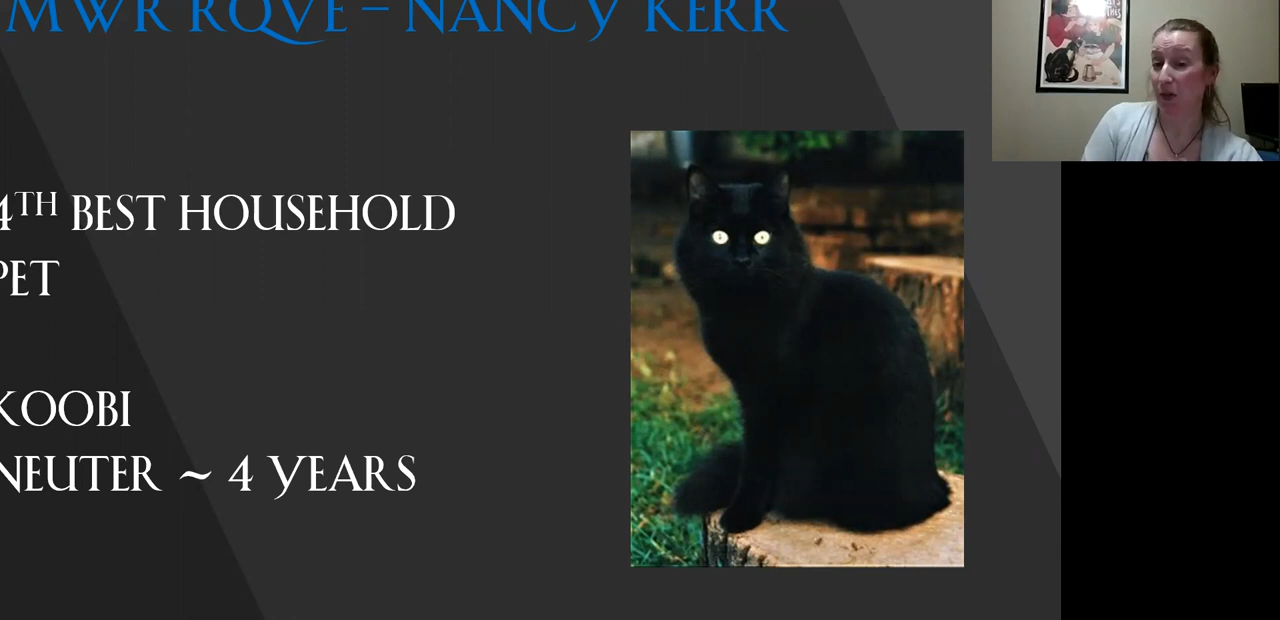 MWR RQVE – NANCY KERR
4TH BEST HOUSEHOLD
PET
KOOBI
NEUTER ~ 4 YEARS